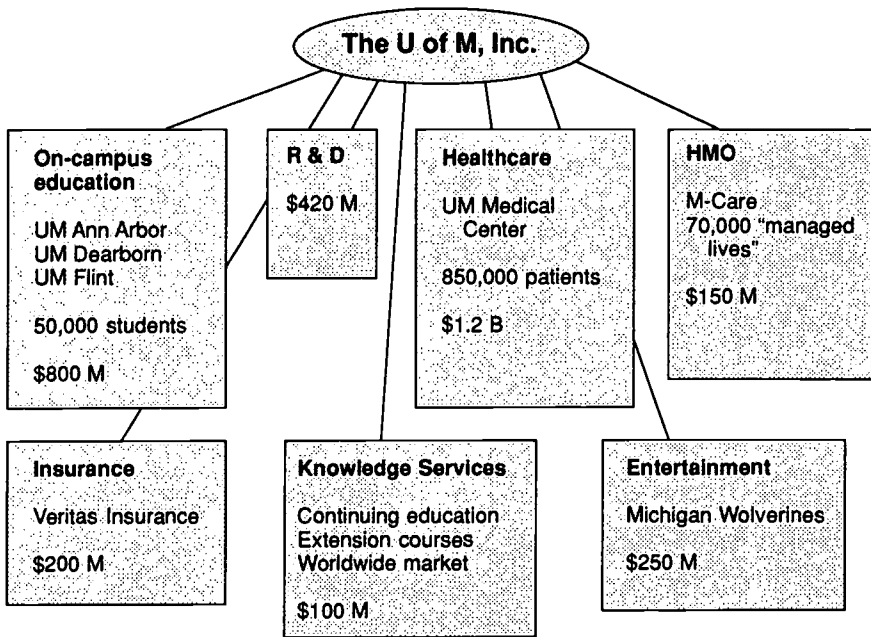 The U of M, Inc.
On-campus
education
UM Ann Arbor
UM Dearborn
UM Flint
50,000 students
$800 M
R & D
$420 M
Healthcare
UM Medical
Center
850,000 patients
$1.2 B
HMO
M-Care
70,000 “managed
lives”
$150 M
Insurance
Veritas Insurance
$200 M
Knowledge Services
Continuing education
Extension courses
Worldwide market
$100 M
Entertainment
Michigan Wolverines
$250 M